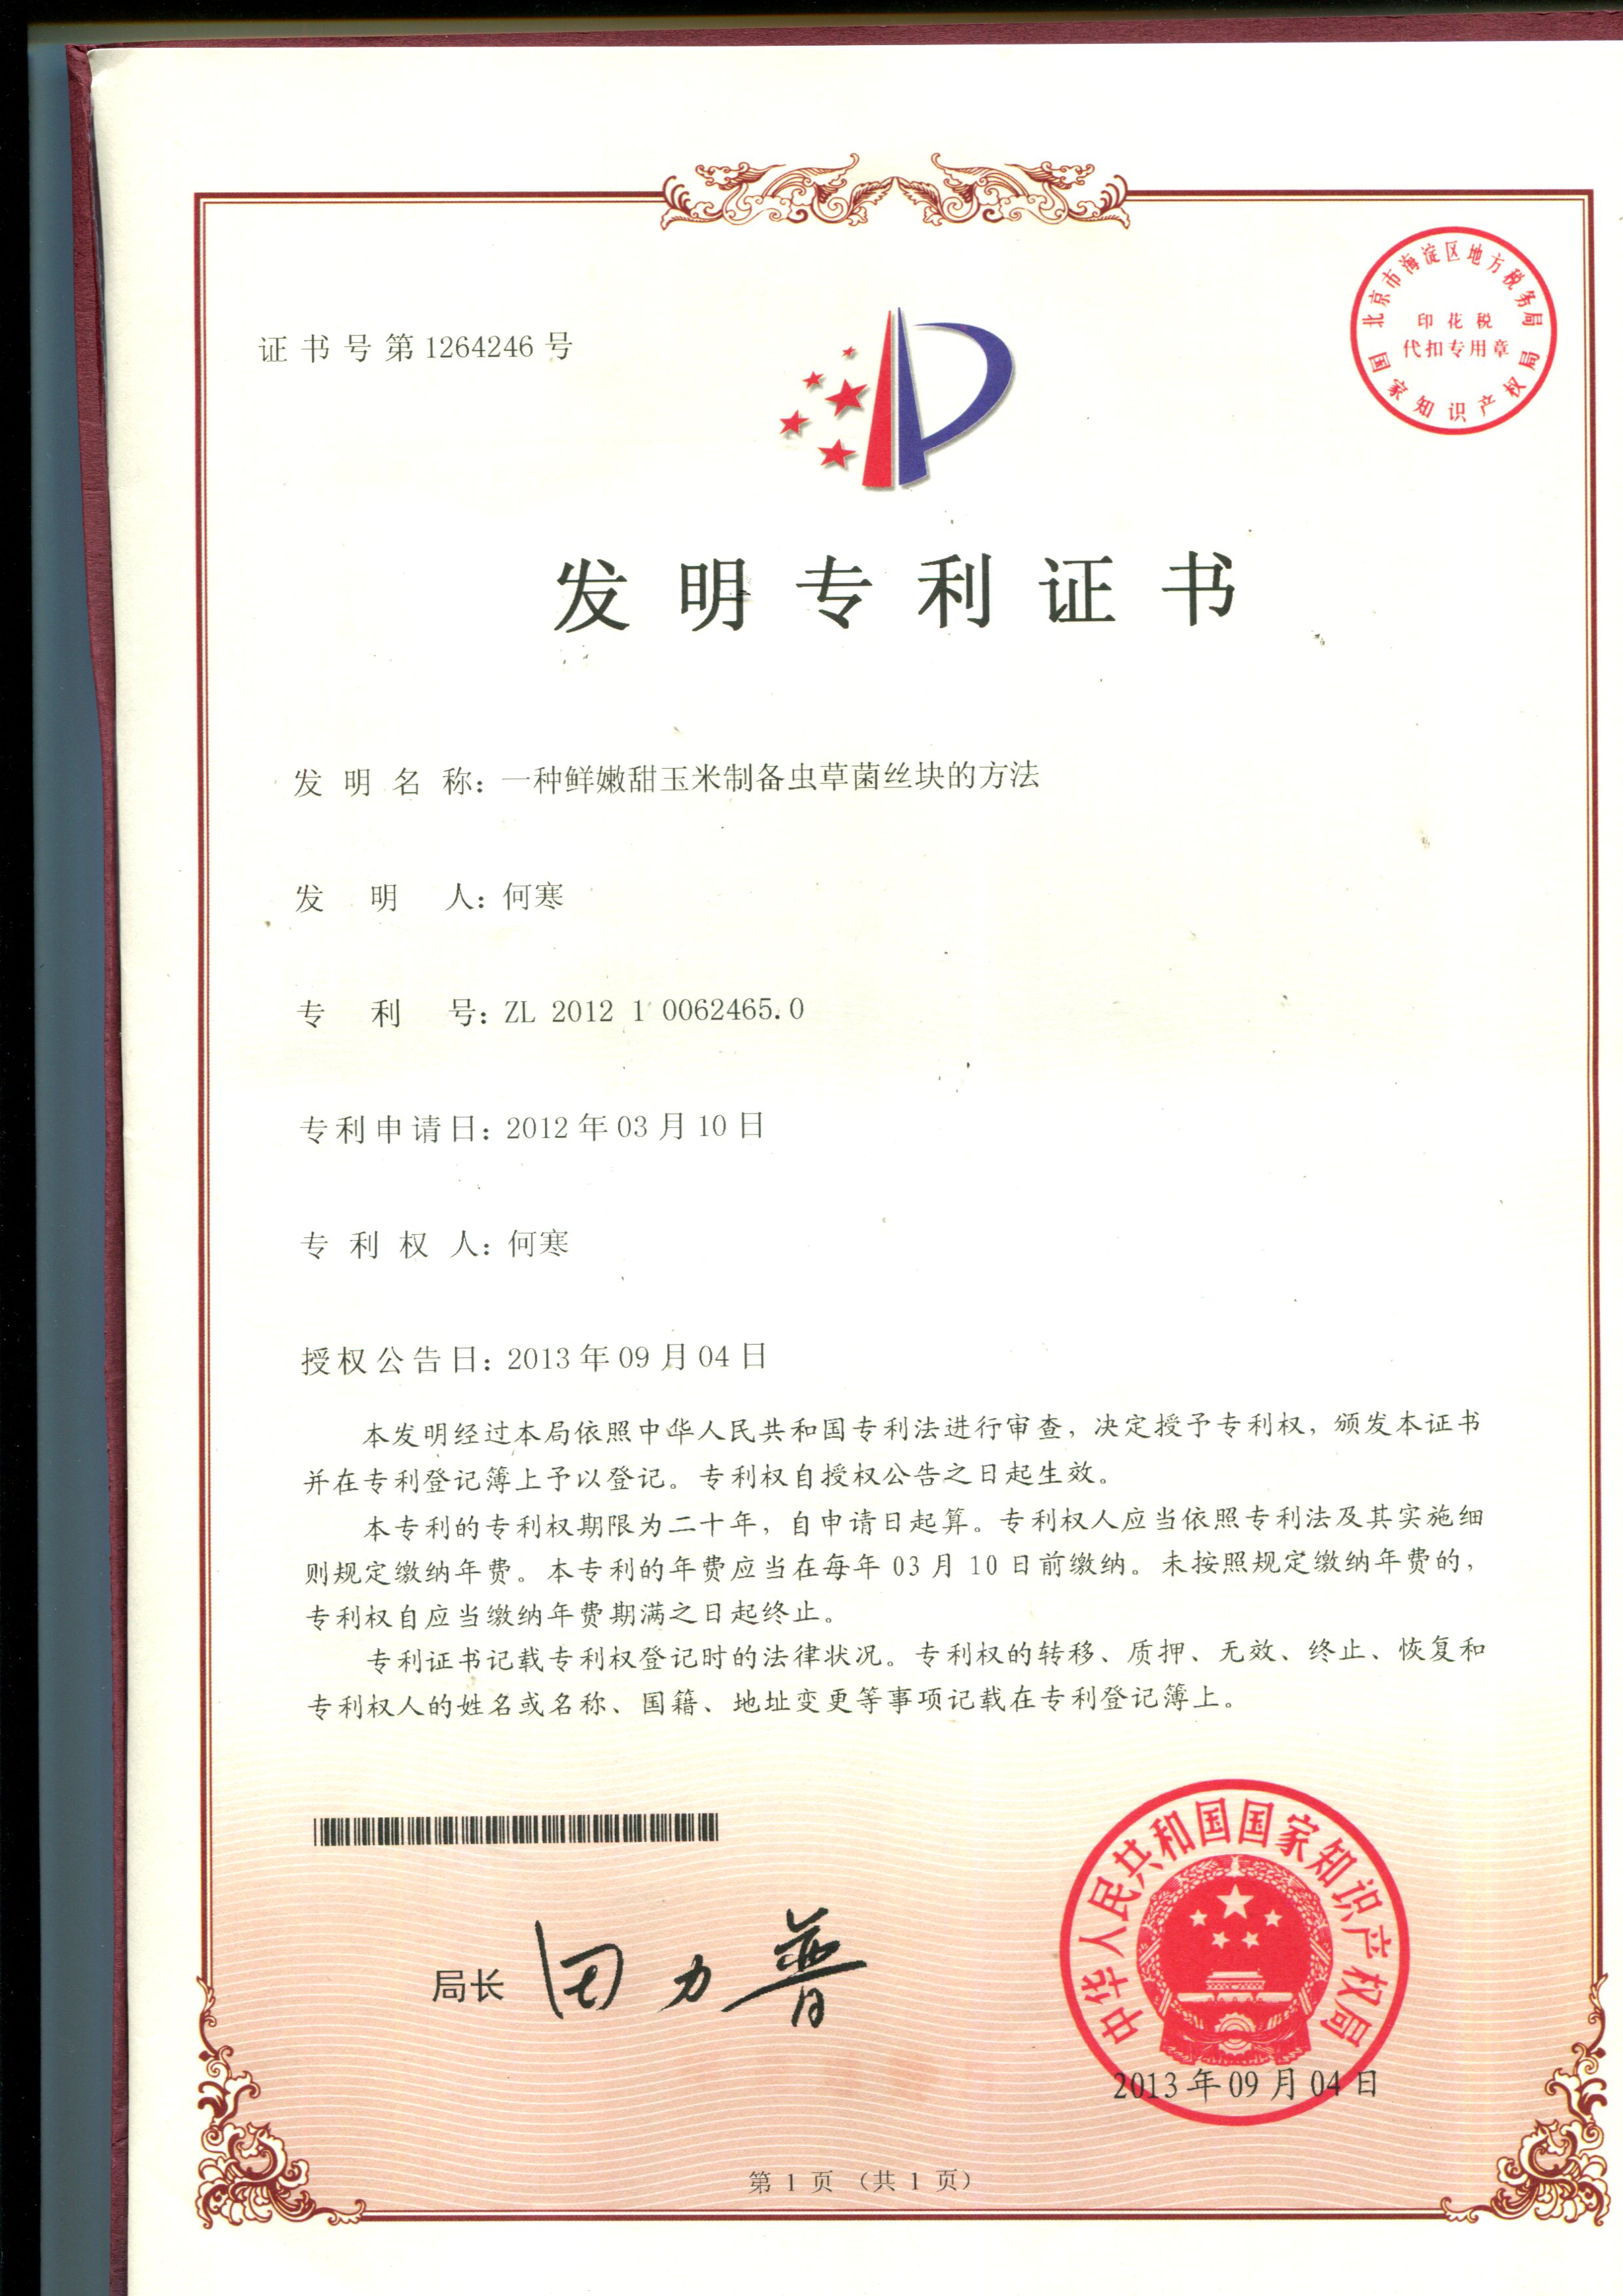 证书号第1264246号
北京市海淀区地方税务局
印花税
代扣专用章
国家知识产权局
发明专利证书
发明名称：一种鲜嫩甜玉米制备虫草菌丝块的方法
发明人：何寒
专利号：ZL 2012 1 0062465.0
专利申请日：2012年03月10日
专利权人：何寒
授权公告日：2013年09月04日
本发明经过本局依照中华人民共和国专利法进行审查，决定授予专利权，颁发本证书
并在专利登记簿上予以登记。专利权自授权公告之日起生效。
本专利的专利权期限为二十年，自申请日起算。专利权人应当依照专利法及其实施细
则规定缴纳年费。本专利的年费应当在每年03月10日前缴纳。未按照规定缴纳年费的，
专利权自应当缴纳年费期满之日起终止。
专利证书记载专利权登记时的法律状况。专利权的转移、质押、无效、终止、恢复和
专利权人的姓名或名称、国籍、地址变更等事项记载在专利登记簿上。
局长 田力普
中华人民共和国国家知识产权局
2013年09月04日
第1页（共1页）